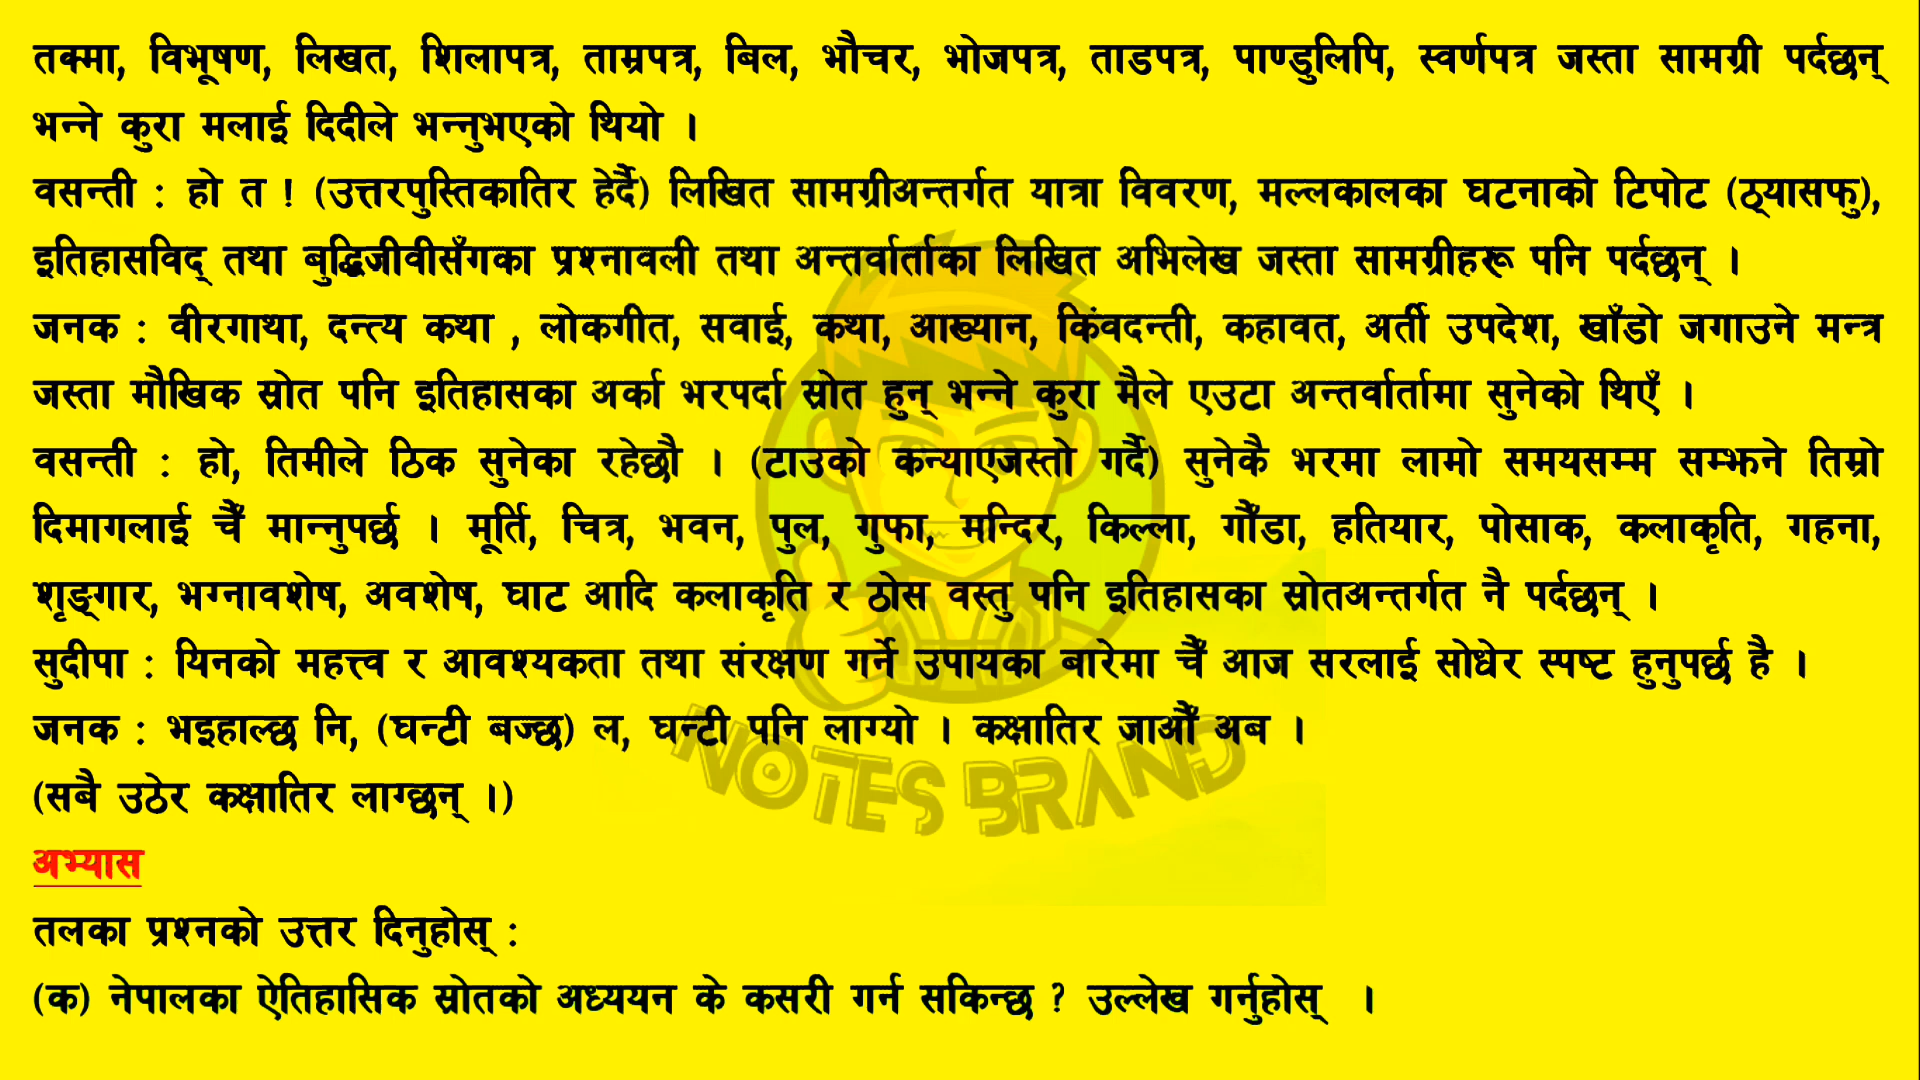 तक्मा, विभूषण, लिखत, शिलापत्र, ताम्रपत्र, बिल, भौचर, भोजपत्र, ताडपत्र, पाण्डुलिपि, स्वर्णपत्र जस्ता सामग्री पर्दछन्
भन्ने कुरा मलाई दिदीले भन्नुभएको थियो ।
वसन्ती : हो त ! (उत्तरपुस्तिकातिर हेर्दै) लिखित सामग्रीअन्तर्गत यात्रा विवरण, मल्लकालका घटनाको टिपोट (ठ्यासफु),
इतिहासविद् तथा बुद्धिजीवीसँगका प्रश्नावली तथा अन्तर्वार्ताका लिखित अभिलेख जस्ता सामग्रीहरू पनि पर्दछन् ।
जनक : वीरगाथा, दन्त्य कथा , लोकगीत, सवाई, कथा, आख्यान, किंवदन्ती, कहावत, अर्ती उपदेश, खाँडो जगाउने मन्त्र
जस्ता मौखिक स्रोत पनि इतिहासका अर्का भरपर्दा स्रोत हुन् भन्ने कुरा मैले एउटा अन्तर्वार्तामा सुनेको थिएँ ।
वसन्ती : हो, तिमीले ठिक सुनेका रहेछौ । (टाउको कन्याएजस्तो गर्दै) सुनेकै भरमा लामो समयसम्म सम्झने तिम्रो
दिमागलाई चैँ मान्नुपर्छ । मूर्ति, चित्र, भवन, पुल, गुफा, मन्दिर, किल्ला, गौँडा, हतियार, पोसाक, कलाकृति, गहना,
शृङ्गार, भग्नावशेष, अवशेष, घाट आदि कलाकृति र ठोस वस्तु पनि इतिहासका स्रोतअन्तर्गत नै पर्दछन् ।
सुदीपा : यिनको महत्त्व र आवश्यकता तथा संरक्षण गर्ने उपायका बारेमा चैँ आज सरलाई सोधेर स्पष्ट हुनुपर्छ है ।
जनक : भइहाल्छ नि, (घन्टी बज्छ) ल, घन्टी पनि लाग्यो । कक्षातिर जाऔँ अब ।
(सबै उठेर कक्षातिर लाग्छन् ।)
NOTES BRAND
अभ्यास
तलका प्रश्नको उत्तर दिनुहोस् :
(क) नेपालका ऐतिहासिक स्रोतको अध्ययन के कसरी गर्न सकिन्छ ? उल्लेख गर्नुहोस् ।